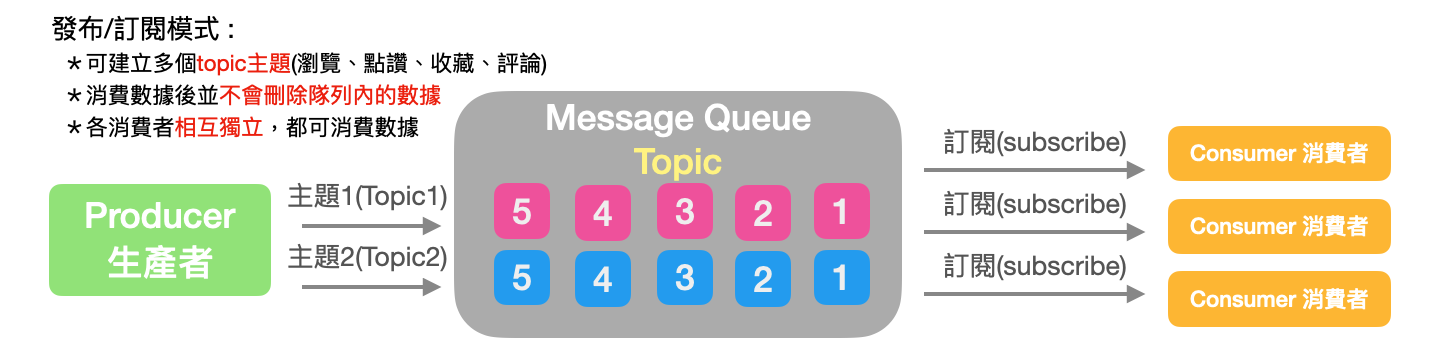 發布/訂閱模式：
＊可建立多個topic主題(瀏覽、點讚、收藏、評論)
＊消費數據後並不會刪除隊列內的數據
＊各消費者相互獨立，都可消費數據
Producer
生產者
主題1(Topic1)
主題2(Topic2)
Message Queue
Topic
5 4 3 2 1
5 4 3 2 1
訂閱(subscribe)
訂閱(subscribe)
訂閱(subscribe)
Consumer 消費者
Consumer 消費者
Consumer 消費者